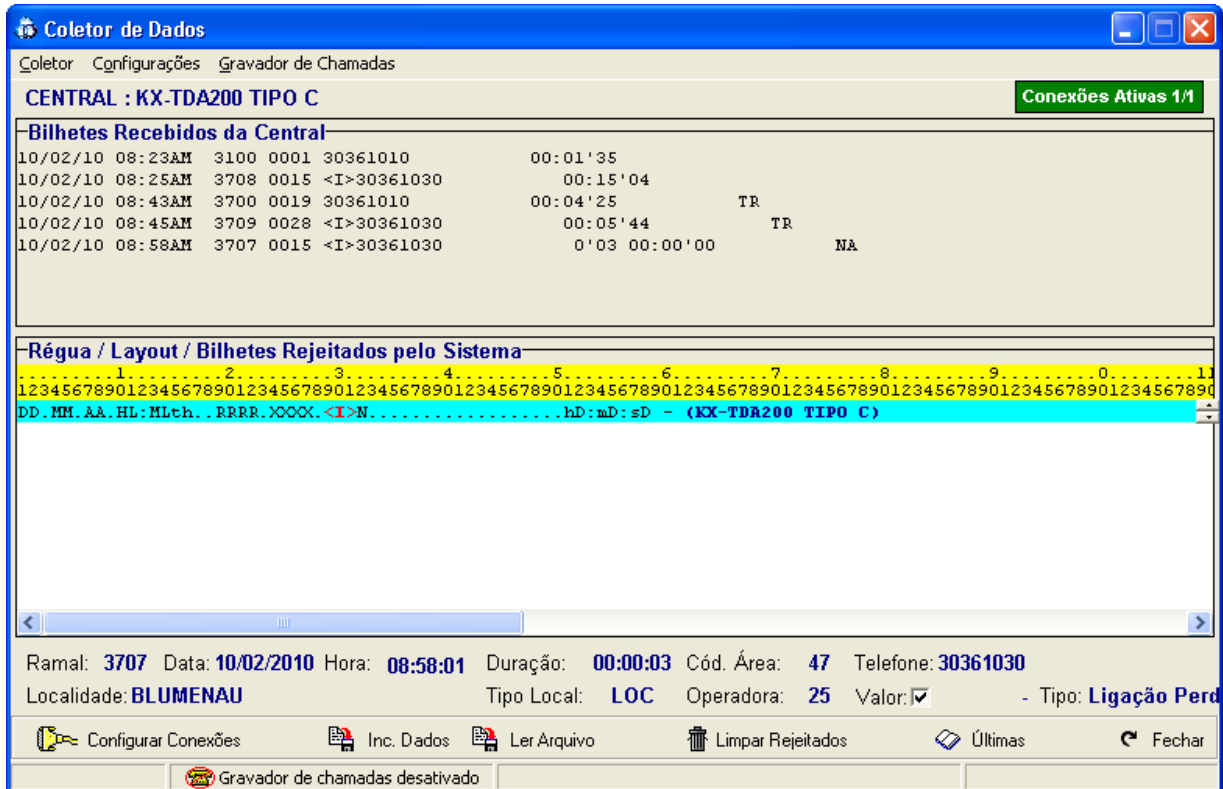 Coletor de Dados
Coletor Configurações Gravador de Chamadas
CENTRAL : KX-TDA200 TIPO C Conexões Ativas 1/1
Bilhetes Recebidos da Central
10/02/10 08:23AM 3100 0001 30361010 00:01'35
10/02/10 08:25AM 3708 0015 <I>30361030 00:15'04
10/02/10 08:43AM 3700 0019 30361010 00:04'25 TR
10/02/10 08:45AM 3709 0028 <I>30361030 00:05'44 TR
10/02/10 08:58AM 3707 0015 <I>30361030 0'03 00:00'00 NA
Régua / Layout / Bilhetes Rejeitados pelo Sistema
.........1.........2.........3.........4.........5.........6.........7.........8.........9.........0.........11
12345678901234567890123456789012345678901234567890123456789012345678901234567890123456789012345678901234567890
DD.MM.AA.HL:MLth..RRRR.XXXX.<I>N..................hD:mD:sD - (KX-TDA200 TIPO C)
Ramal: 3707 Data: 10/02/2010 Hora: 08:58:01 Duração: 00:00:03 Cód. Área: 47 Telefone: 30361030
Localidade: BLUMENAU Tipo Local: LOC Operadora: 25 Valor: - Tipo: Ligação Perd
Configurar Conexões Inc. Dados Ler Arquivo Limpar Rejeitados Últimas Fechar
Gravador de chamadas desativado